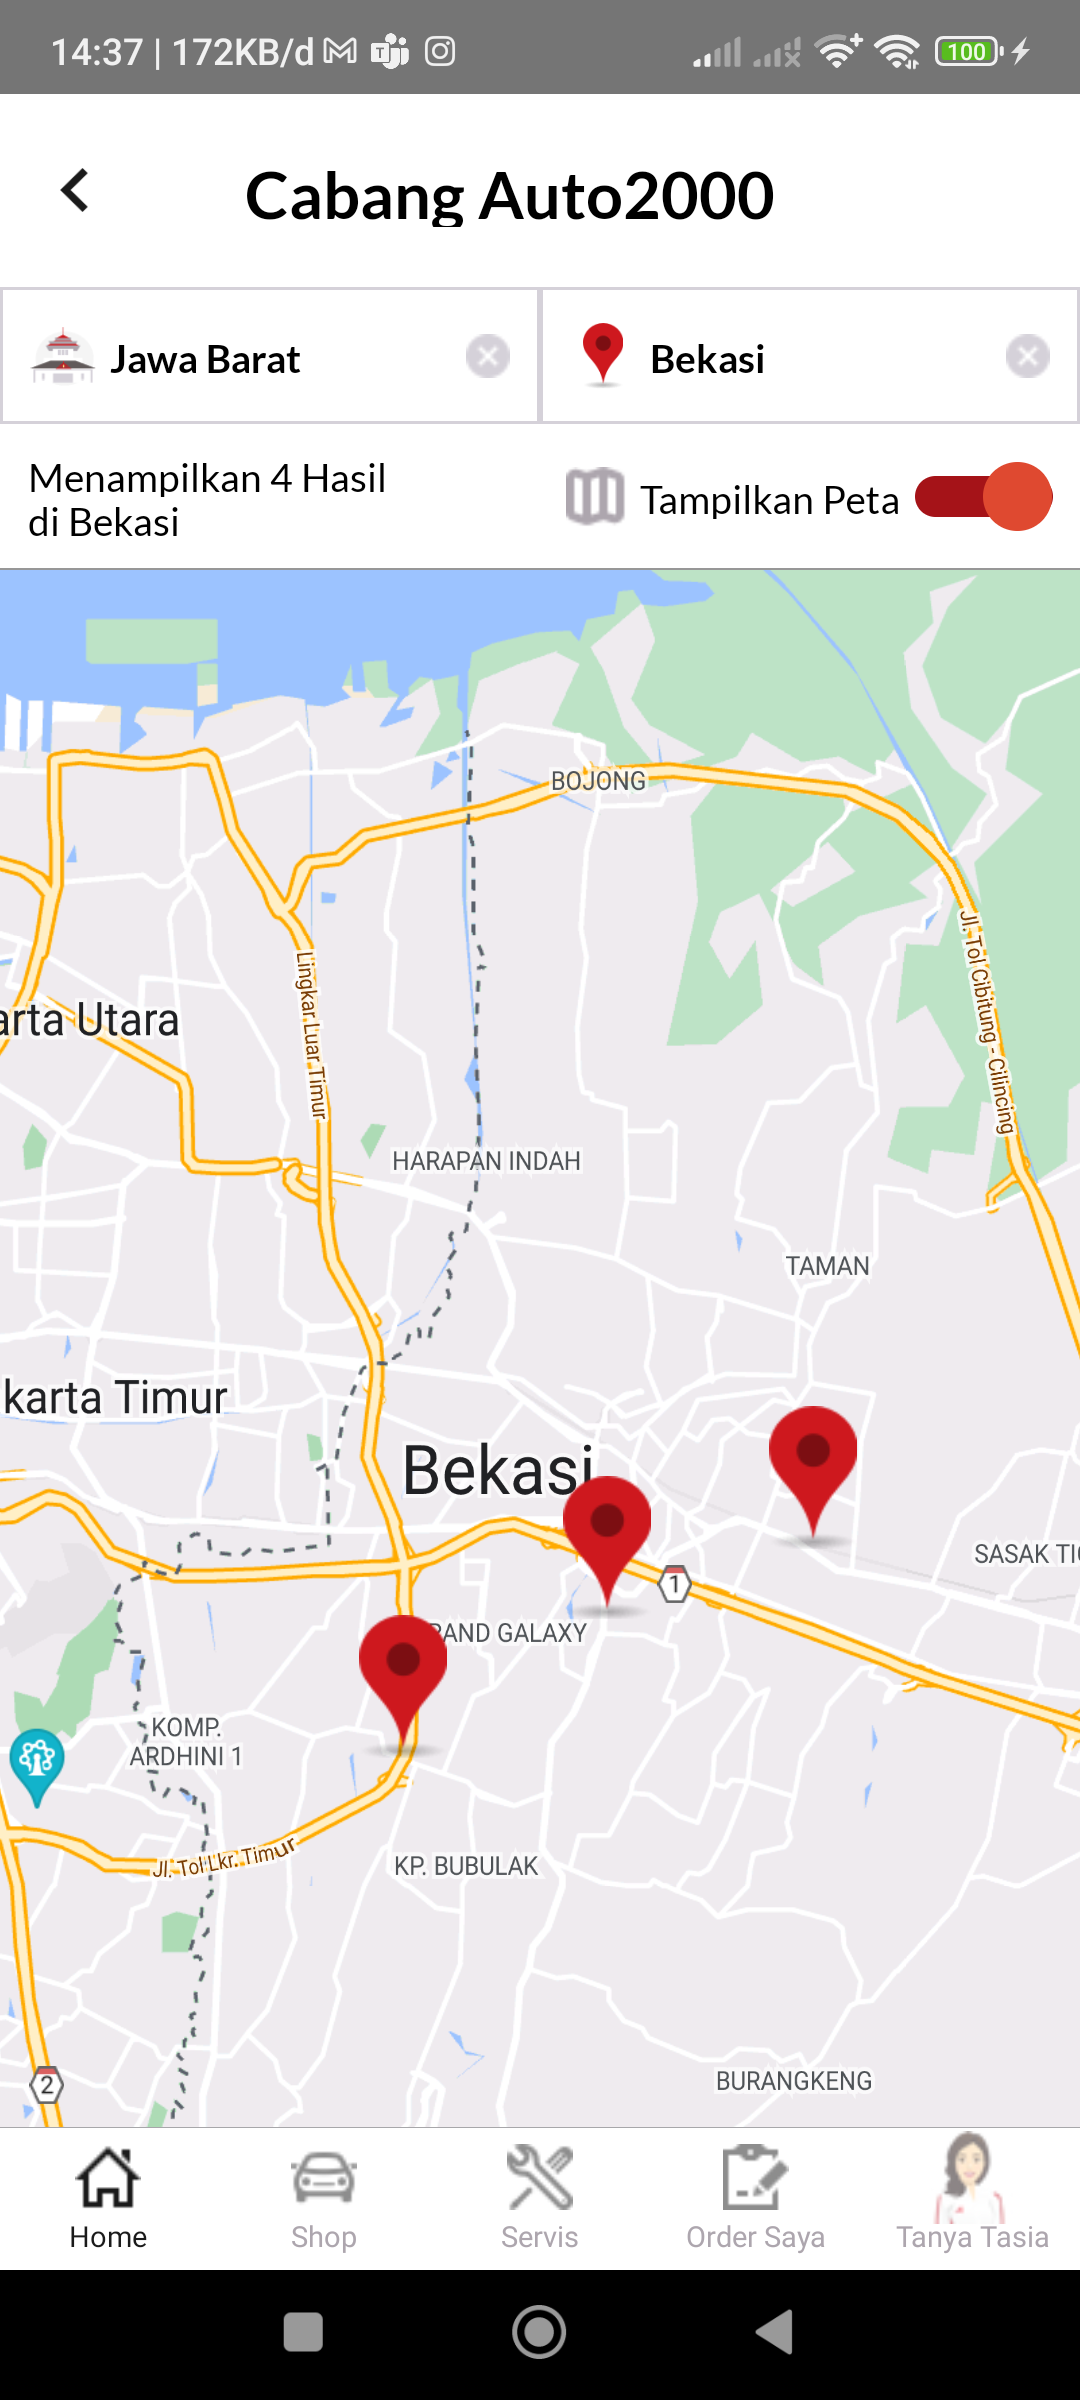 14:37 | 172KB/d
100
Cabang Auto2000
Jawa Barat
Bekasi
Menampilkan 4 Hasil
di Bekasi
Tampilkan Peta
BOJONG
Jl. Tol Cibitung - Cilincing
Lingkar Luar Timur
arta Utara
HARAPAN INDAH
TAMAN
karta Timur
Bekasi
SASAK TI
1
RAND GALAXY
KOMP.
ARDHINI 1
Jl. Tol Lkr. Timur
KP. BUBULAK
2
BURANGKENG
Home
Shop
Servis
Order Saya
Tanya Tasia